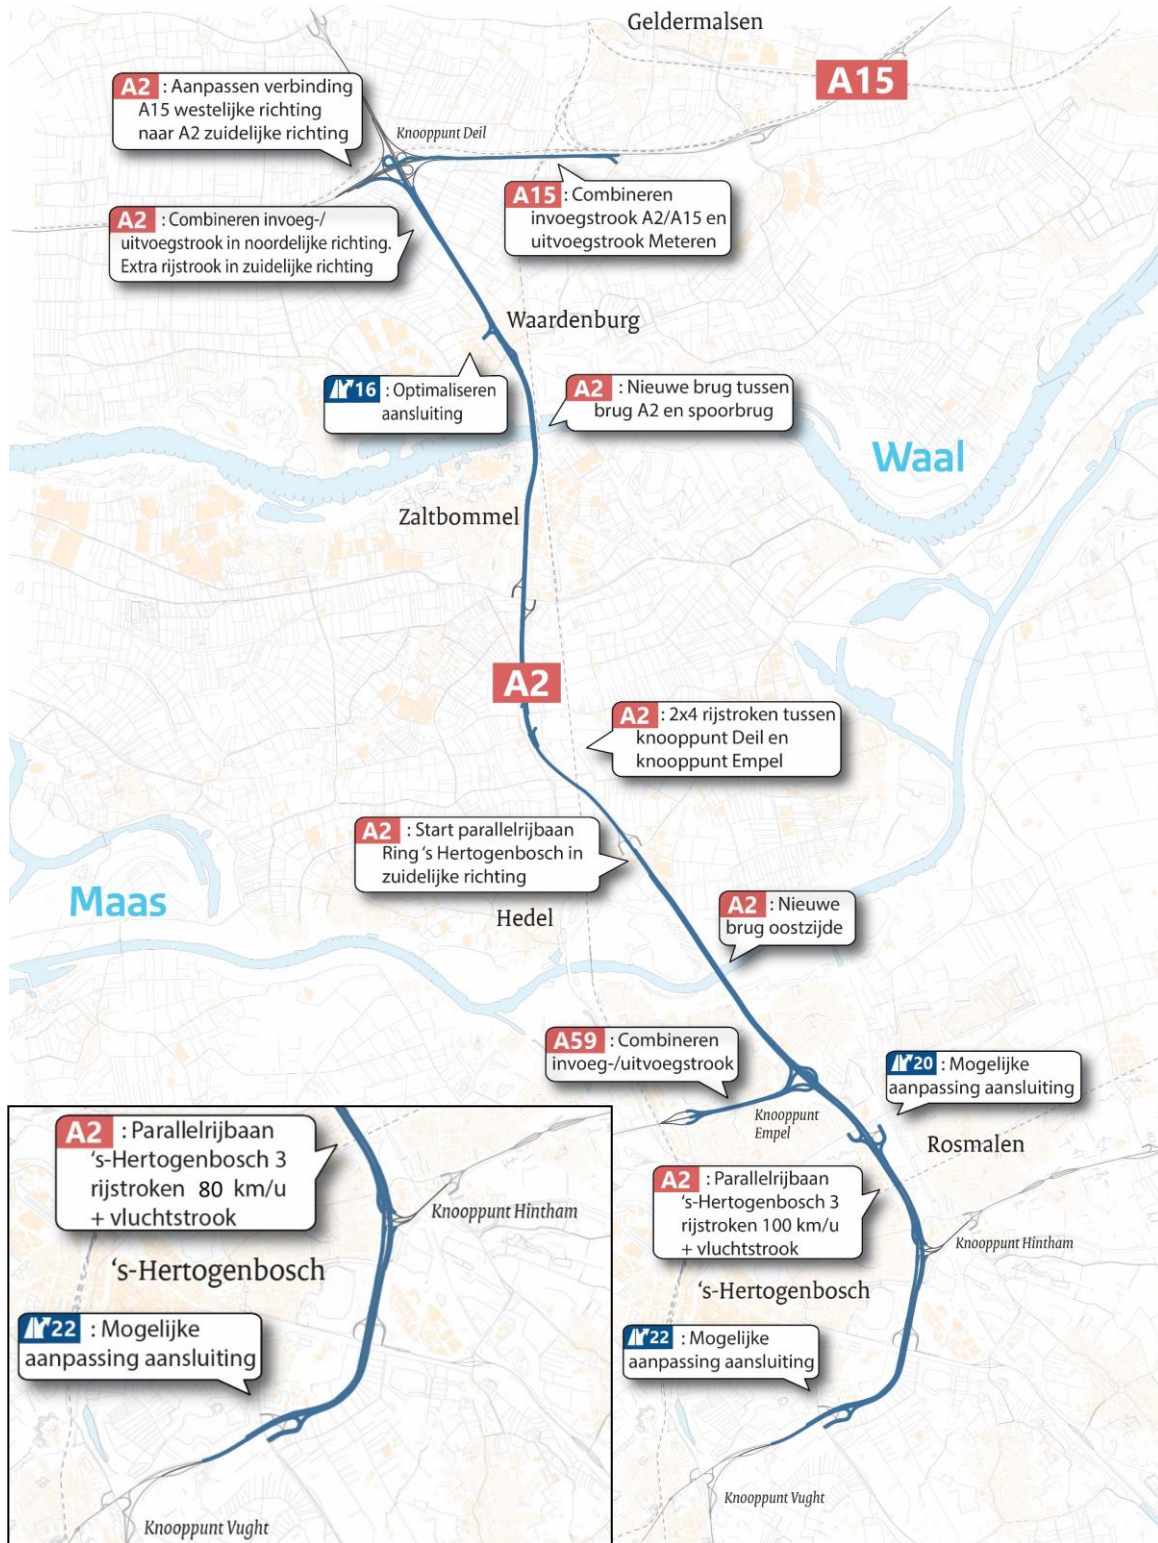 Geldermalsen
A15
A2 : Aanpassen verbinding
A15 westelijke richting
naar A2 zuidelijke richting
Knooppunt Deil
A15 : Combineren
invoegstrook A2/A15 en
uitvoegstrook Meteren
A2 : Combineren invoeg-/
uitvoegstrook in noordelijke richting.
Extra rijstrook in zuidelijke richting
Waardenburg
16 : Optimaliseren
aansluiting
A2 : Nieuwe brug tussen
brug A2 en spoorbrug
Waal
Zaltbommel
A2
A2 : 2x4 rijstroken tussen
knooppunt Deil en
knooppunt Empel
A2 : Start parallelrijbaan
Ring ‘s Hertogenbosch in
zuidelijke richting
Maas
Hedel
A2 : Nieuwe
brug oostzijde
A59 : Combineren
invoeg-/uitvoegstrook
20 : Mogelijke
aanpassing aansluiting
Knooppunt
Empel
Rosmalen
A2 : Parallelrijbaan
‘s-Hertogenbosch 3
rijstroken 100 km/u
+ vluchtstrook
Knooppunt Hintham
‘s-Hertogenbosch
22 : Mogelijke
aanpassing aansluiting
Knooppunt Vught
A2 : Parallelrijbaan
‘s-Hertogenbosch 3
rijstroken 80 km/u
+ vluchtstrook
Knooppunt Hintham
‘s-Hertogenbosch
22 : Mogelijke
aanpassing aansluiting
Knooppunt Vught